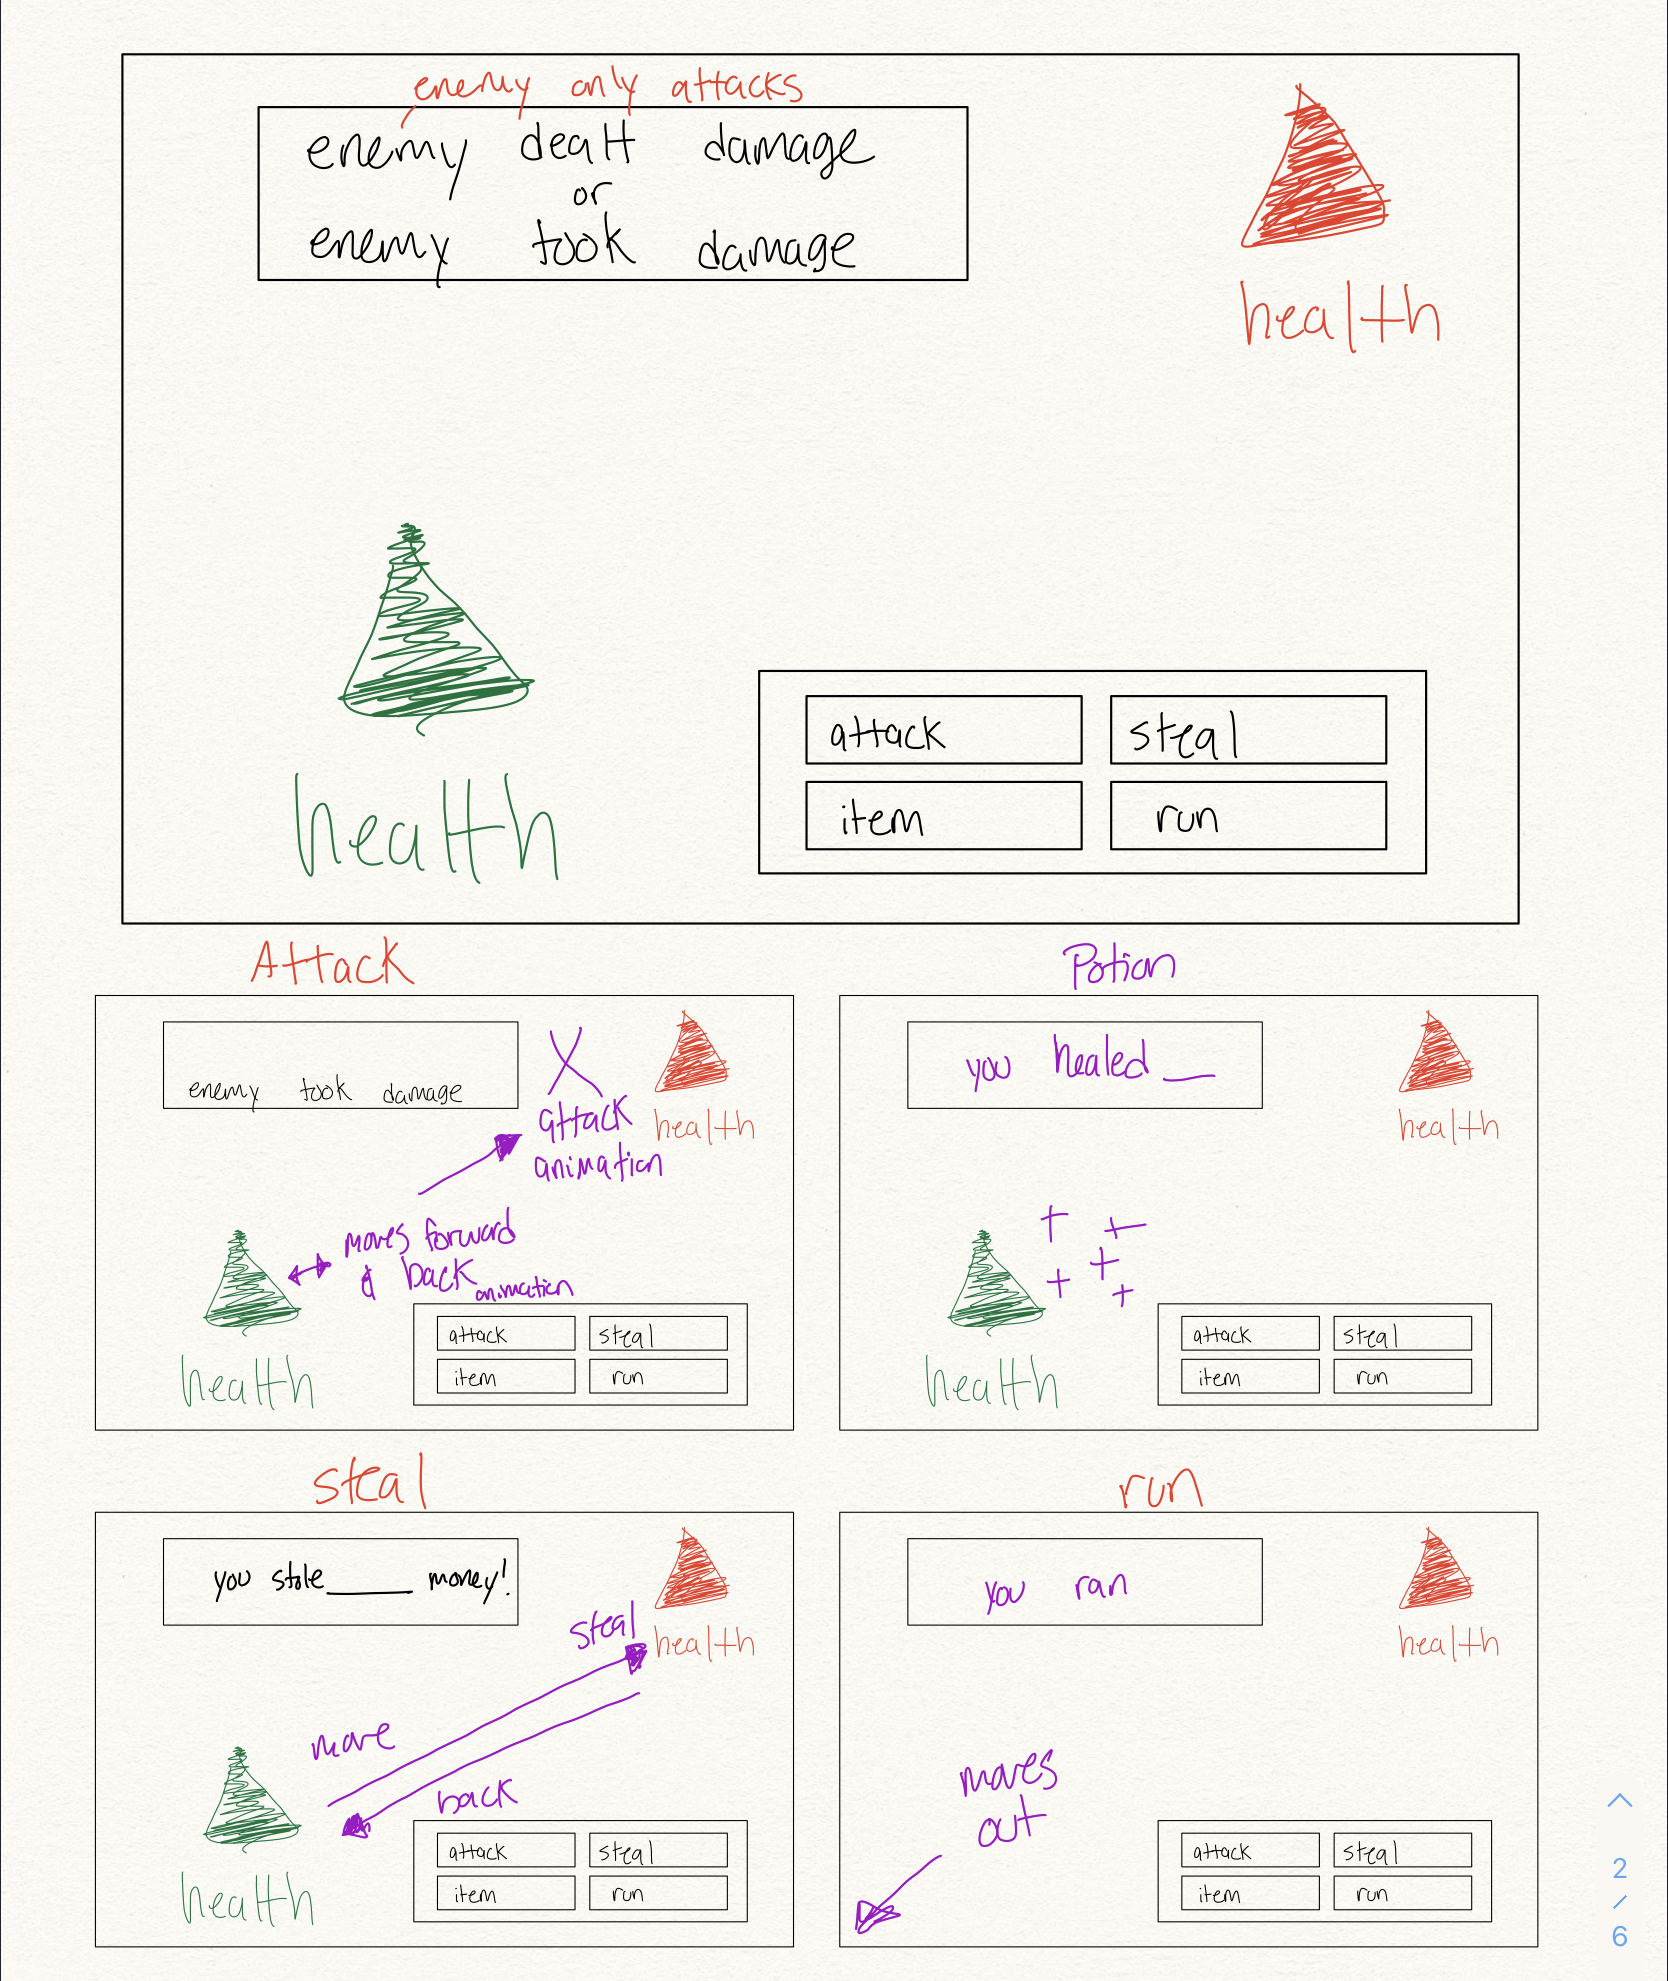 enemy only attacks
enemy dealt damage
or
enemy took damage
health
health
attack
steal
item
run
Attack
enemy took damage
attack
animation
health
moves forward
& back animation
health
attack
steal
item
run
Potion
you healed __
health
health
attack
steal
item
run
steal
you stole ______ money!
steal
health
move
back
health
attack
steal
item
run
run
you ran
health
moves
out
attack
steal
item
run
2
/
6